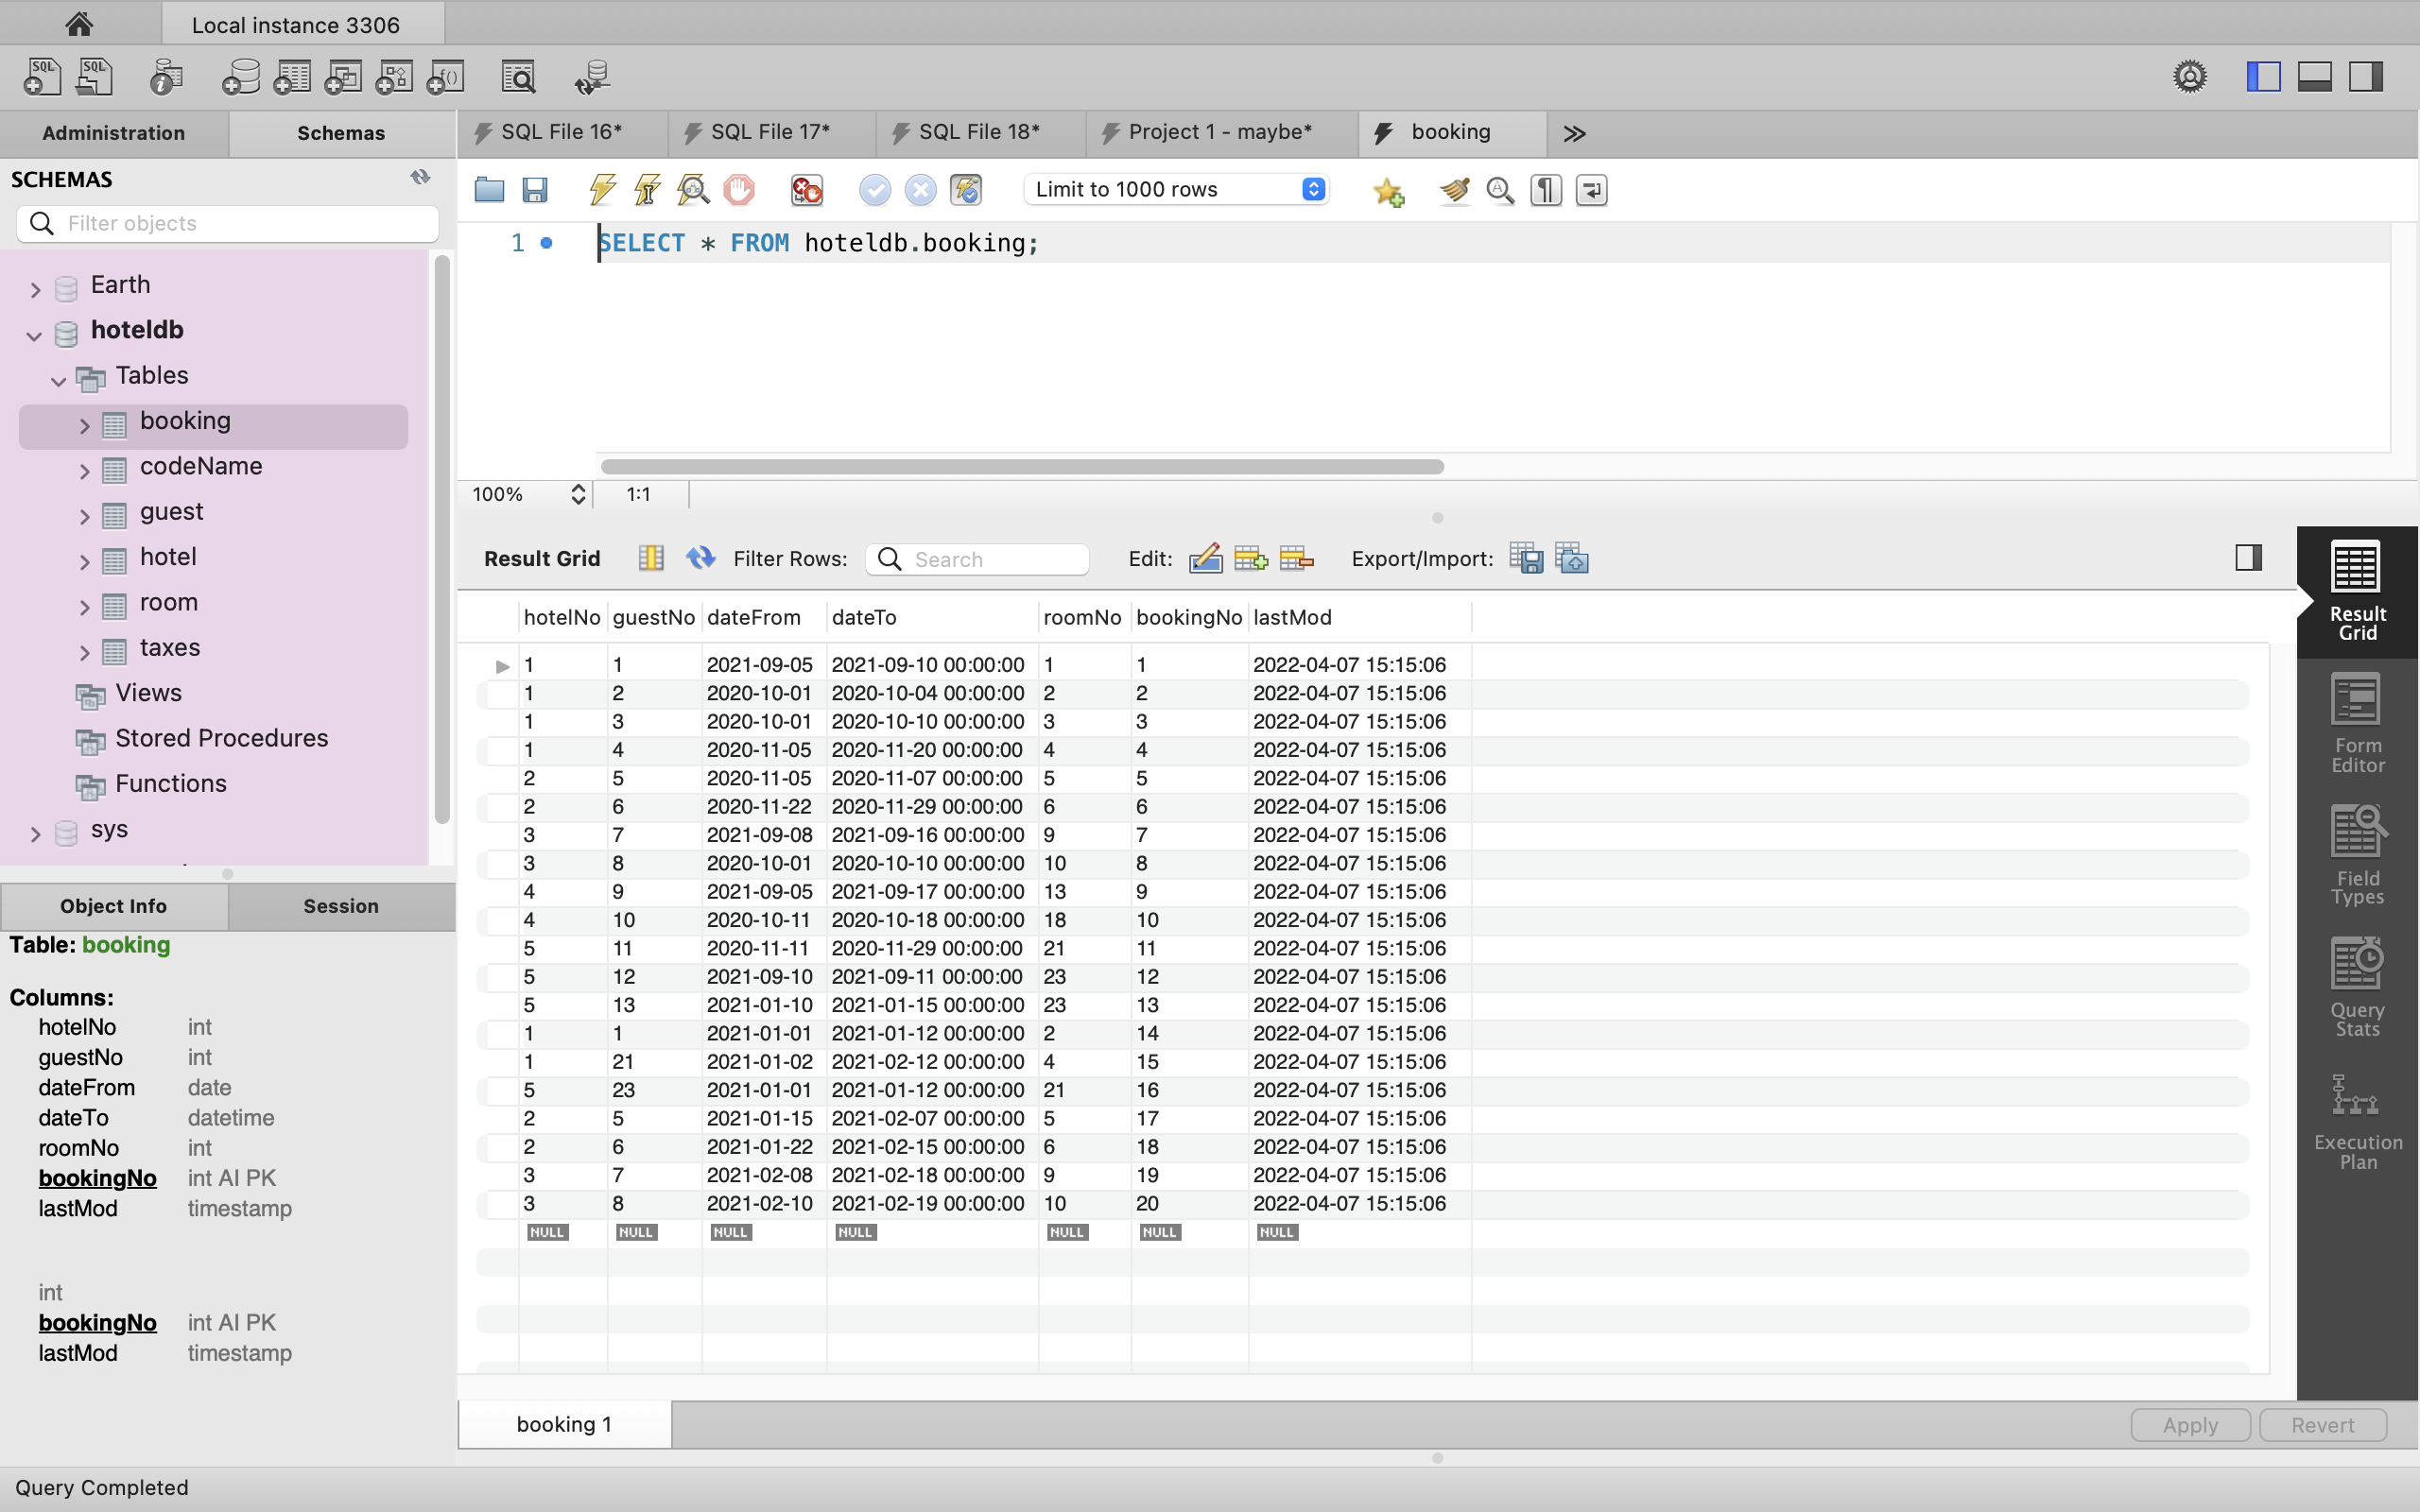 Local instance 3306
Administration Schemas SQL File 16* SQL File 17* SQL File 18* Project 1 - maybe* booking
SCHEMAS
Limit to 1000 rows
Filter objects
1 SELECT * FROM hoteldb.booking;
Earth
hoteldb
Tables
booking
codeName
guest
hotel
room
taxes
Views
Stored Procedures
Functions
sys
100% 1:1
Result Grid Filter Rows: Search Edit: Export/Import:
hotelNo guestNo dateFrom dateTo roomNo bookingNo lastMod
1 1 2021-09-05 2021-09-10 00:00:00 1 1 2022-04-07 15:15:06
1 2 2020-10-01 2020-10-04 00:00:00 2 2 2022-04-07 15:15:06
1 3 2020-10-01 2020-10-10 00:00:00 3 3 2022-04-07 15:15:06
1 4 2020-11-05 2020-11-20 00:00:00 4 4 2022-04-07 15:15:06
2 5 2020-11-05 2020-11-07 00:00:00 5 5 2022-04-07 15:15:06
2 6 2020-11-22 2020-11-29 00:00:00 6 6 2022-04-07 15:15:06
3 7 2021-09-08 2021-09-16 00:00:00 9 7 2022-04-07 15:15:06
3 8 2020-10-01 2020-10-10 00:00:00 10 8 2022-04-07 15:15:06
4 9 2021-09-05 2021-09-17 00:00:00 13 9 2022-04-07 15:15:06
4 10 2020-10-11 2020-10-18 00:00:00 18 10 2022-04-07 15:15:06
5 11 2020-11-11 2020-11-29 00:00:00 21 11 2022-04-07 15:15:06
5 12 2021-09-10 2021-09-11 00:00:00 23 12 2022-04-07 15:15:06
5 13 2021-01-10 2021-01-15 00:00:00 23 13 2022-04-07 15:15:06
1 1 2021-01-01 2021-01-12 00:00:00 2 14 2022-04-07 15:15:06
1 21 2021-01-02 2021-02-12 00:00:00 4 15 2022-04-07 15:15:06
5 23 2021-01-01 2021-01-12 00:00:00 21 16 2022-04-07 15:15:06
2 5 2021-01-15 2021-02-07 00:00:00 5 17 2022-04-07 15:15:06
2 6 2021-01-22 2021-02-15 00:00:00 6 18 2022-04-07 15:15:06
3 7 2021-02-08 2021-02-18 00:00:00 9 19 2022-04-07 15:15:06
3 8 2021-02-10 2021-02-19 00:00:00 10 20 2022-04-07 15:15:06
NULL NULL NULL NULL NULL NULL NULL
Result
Grid
Form
Editor
Field
Types
Query
Stats
Execution
Plan
Object Info Session
Table: booking
Columns:
hotelNo int
guestNo int
dateFrom date
dateTo datetime
roomNo int
bookingNo int AI PK
lastMod timestamp
int
bookingNo int AI PK
lastMod timestamp
booking 1 Apply Revert
Query Completed